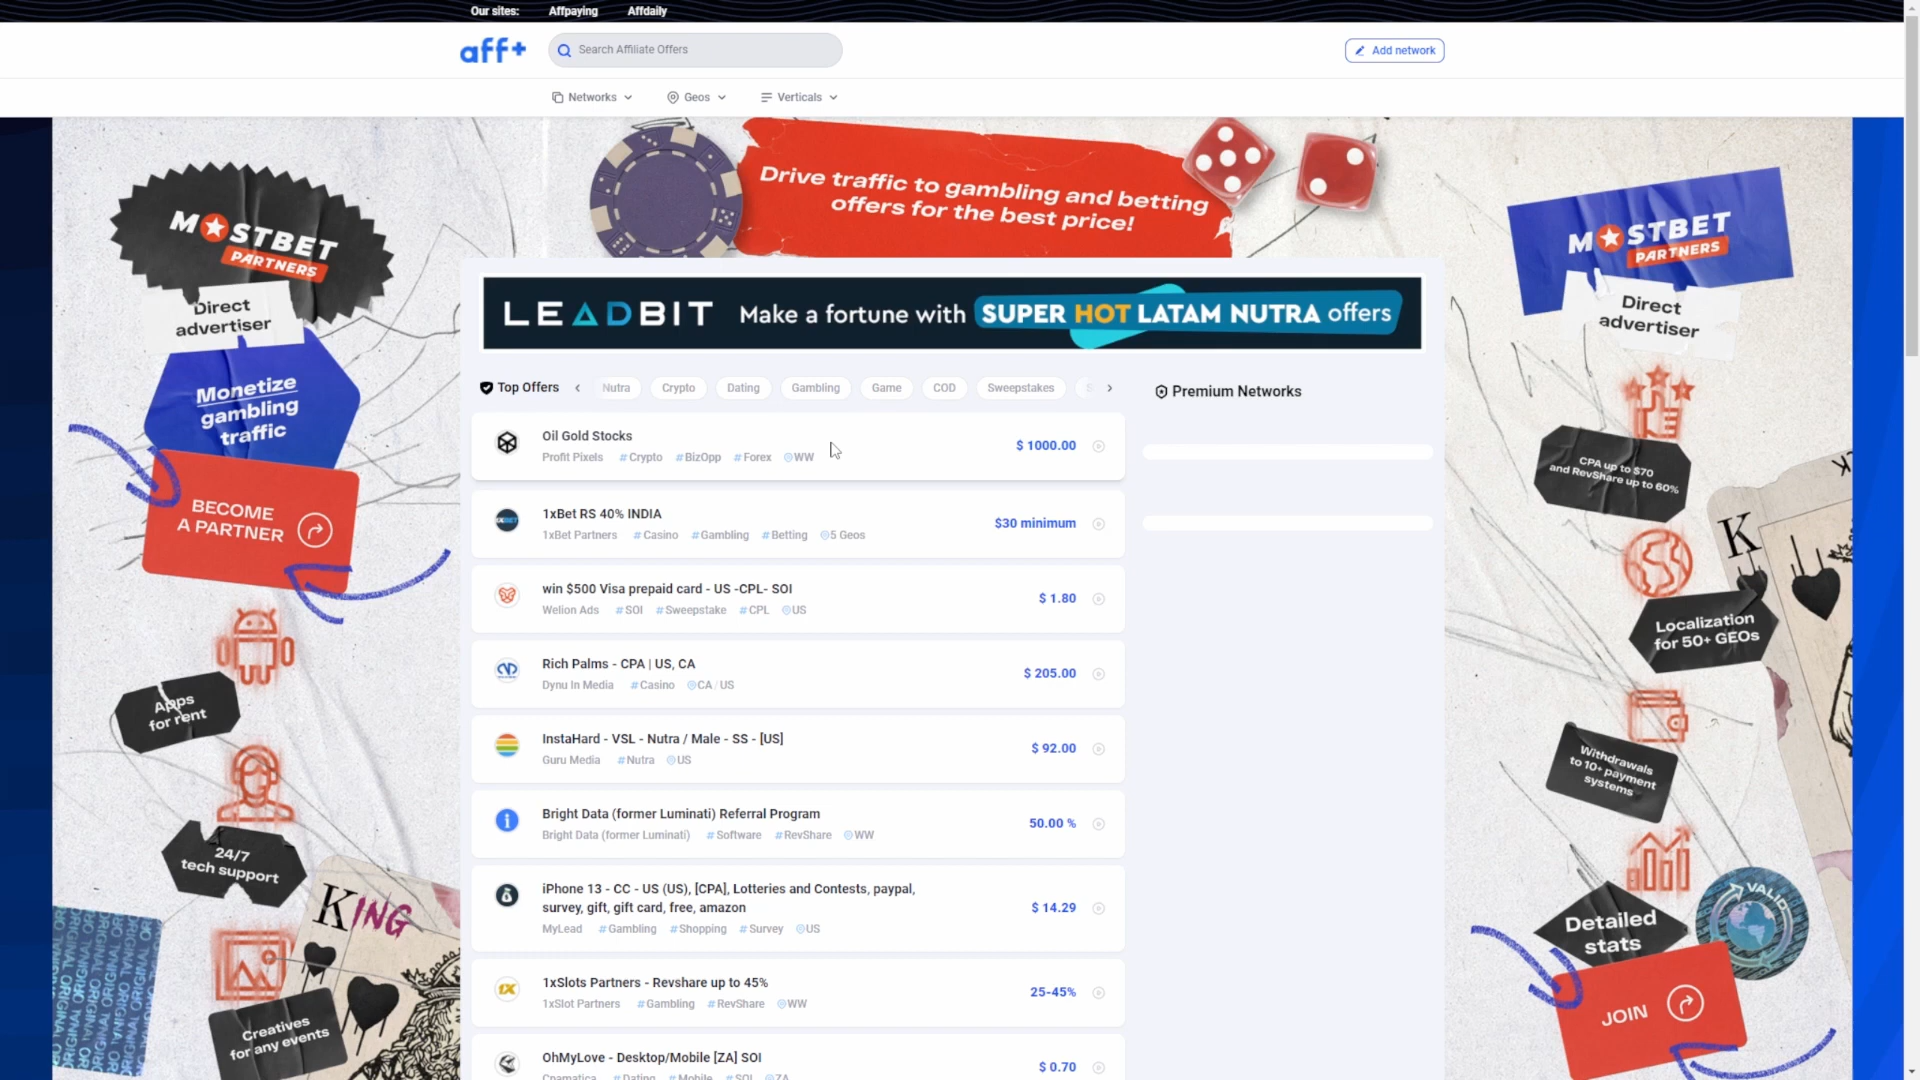 Our sites: Affpaying Affdaily
aff+
Search Affiliate Offers
Add network
Networks Geos Verticals
Drive traffic to gambling and betting
offers for the best price!
MOSTBET
PARTNERS
Direct
advertiser
Monetize
gambling
traffic
BECOME
A PARTNER
Apps
for rent
24/7
tech support
KING
Creatives
for any events
LEADBIT Make a fortune with SUPER HOT LATAM NUTRA offers
Top Offers Nutra Crypto Dating Gambling Game COD Sweepstakes
Oil Gold Stocks
Profit Pixels #Crypto #BizOpp #Forex WW
$ 1000.00
1xBet RS 40% INDIA
1xBet Partners #Casino #Gambling #Betting 5 Geos
$30 minimum
win $500 Visa prepaid card - US -CPL- SOI
Welion Ads #SOI #Sweepstake #CPL US
$ 1.80
Rich Palms - CPA | US, CA
Dynu In Media #Casino CA / US
$ 205.00
InstaHard - VSL - Nutra / Male - SS - [US]
Guru Media #Nutra US
$ 92.00
Bright Data (former Luminati) Referral Program
Bright Data (former Luminati) #Software #RevShare WW
50.00 %
iPhone 13 - CC - US (US), [CPA], Lotteries and Contests, paypal,
survey, gift, gift card, free, amazon
MyLead #Gambling #Shopping #Survey US
$ 14.29
1xSlots Partners - Revshare up to 45%
1xSlot Partners #Gambling #RevShare WW
25-45%
OhMyLove - Desktop/Mobile [ZA] SOI
Cpamatica #Dating #Mobile #SOI ZA
$ 0.70
Premium Networks
MOSTBET
PARTNERS
Direct
advertiser
CPA up to $70
and RevShare up to 60%
K
Localization
for 50+ GEOs
Withdrawals
to 10+ payment
systems
VALID
Detailed
stats
JOIN